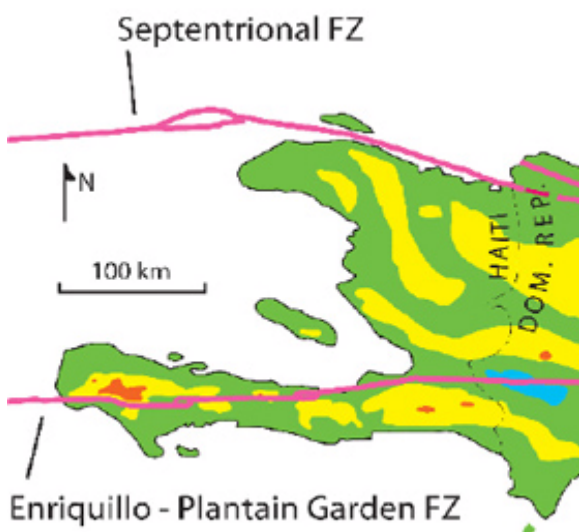 Septentrional FZ
N
100 km
HAITI
DOM. REP.
Enriquillo - Plantain Garden FZ